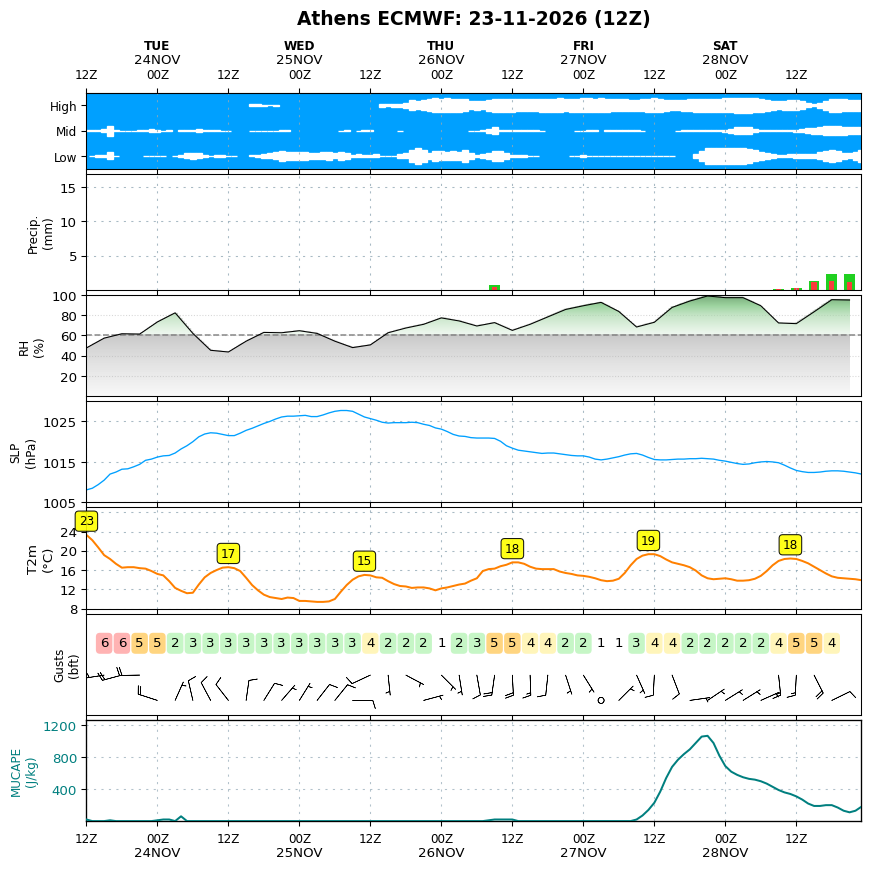 Athens ECMWF: 23-11-2026 (12Z)
TUE WED THU FRI SAT
24NOV 25NOV 26NOV 27NOV 28NOV
12Z 00Z 12Z 00Z 12Z 00Z 12Z 00Z 12Z 00Z 12Z
High
Mid
Low
Precip.
(mm)
15
10
5
RH
(%)
100
80
60
40
20
SLP
(hPa)
1025
1015
1005
T2m
(°C)
24
20
16
12
8
23 17 15 18 19 18
Gusts
(bft)
6 6 5 5 2 3 3 3 3 3 3 3 3 3 3 4 2 2 2 1 2 3 5 5 4 4 2 2 1 1 3 4 4 2 2 2 2 2 4 5 5 4
MUCAPE
(J/kg)
1200
800
400
12Z 00Z 12Z 00Z 12Z 00Z 12Z 00Z 12Z 00Z 12Z
24NOV 25NOV 26NOV 27NOV 28NOV